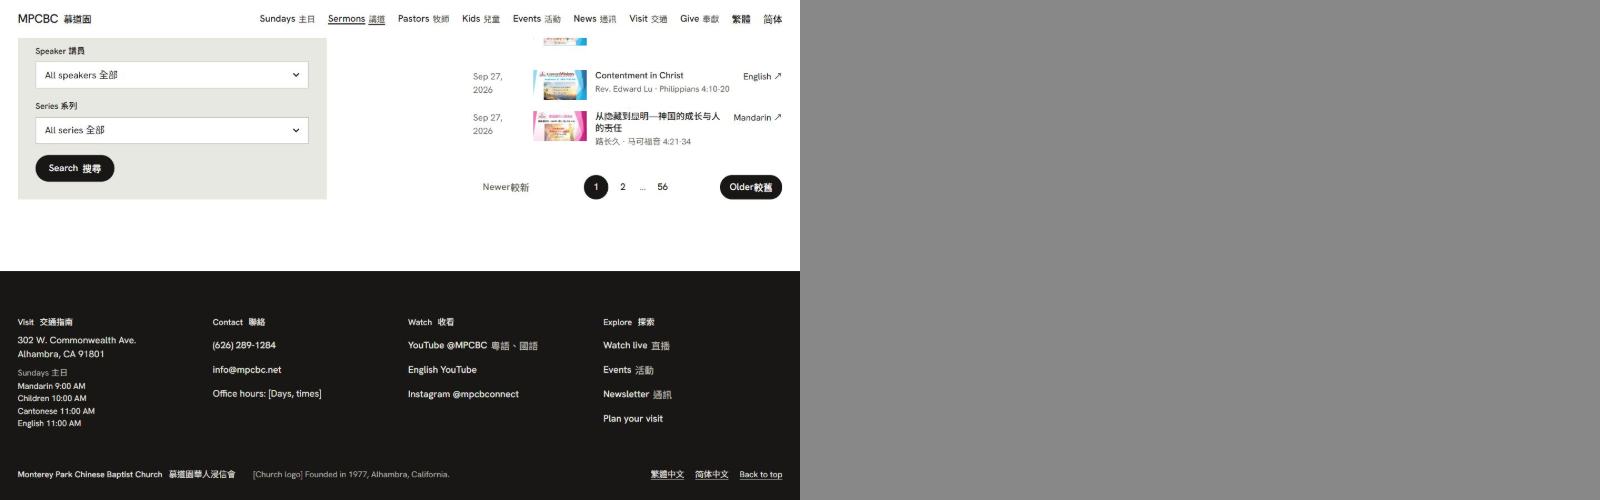 MPCBC 慕道園
Sundays 主日 Sermons 講道 Pastors 牧師 Kids 兒童 Events 活動 News 通訊 Visit 交通 Give 奉獻 繁體 简体
Speaker 講員
All speakers 全部
Series 系列
All series 全部
Search 搜尋
Sep 27, 2026
Contentment in Christ
Rev. Edward Lu · Philippians 4:10-20
English ↗
Sep 27, 2026
从隐藏到显明—神国的成长与人
的责任
路长久 · 马可福音 4:21-34
Mandarin ↗
Newer較新 1 2 … 56 Older較舊
Visit 交通指南
302 W. Commonwealth Ave.
Alhambra, CA 91801
Sundays 主日
Mandarin 9:00 AM
Children 10:00 AM
Cantonese 11:00 AM
English 11:00 AM
Contact 聯絡
(626) 289-1284
info@mpcbc.net
Office hours: [Days, times]
Watch 收看
YouTube @MPCBC 粵語、國語
English YouTube
Instagram @mpcbconnect
Explore 探索
Watch live 直播
Events 活動
Newsletter 通訊
Plan your visit
Monterey Park Chinese Baptist Church 慕道園華人浸信會 [Church logo] Founded in 1977, Alhambra, California. 繁體中文 简体中文 Back to top